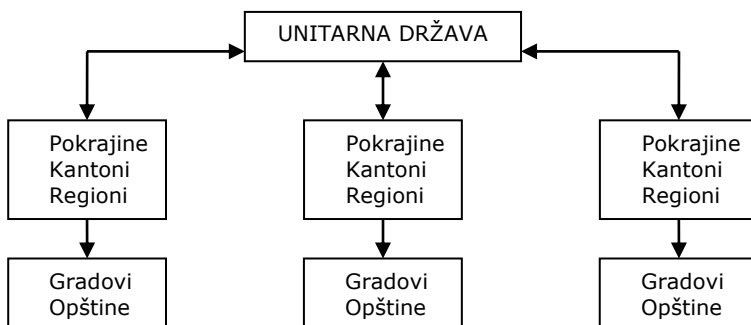 UNITARNA DRŽAVA
Pokrajine
Kantoni
Regioni
Pokrajine
Kantoni
Regioni
Pokrajine
Kantoni
Regioni
Gradovi
Opštine
Gradovi
Opštine
Gradovi
Opštine